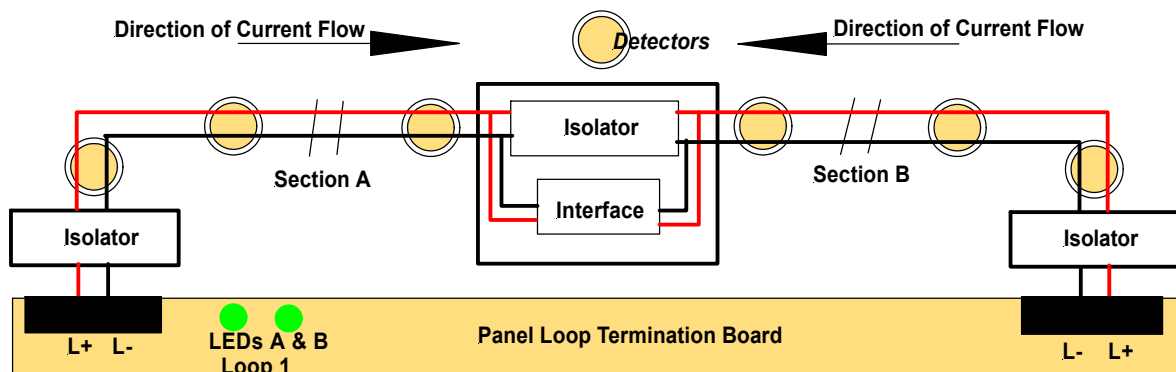 Direction of Current Flow
Detectors
Direction of Current Flow
Isolator
Section A
Section B
Interface
Isolator
Isolator
Panel Loop Termination Board
L+ L-
LEDs A & B
Loop 1
L- L+